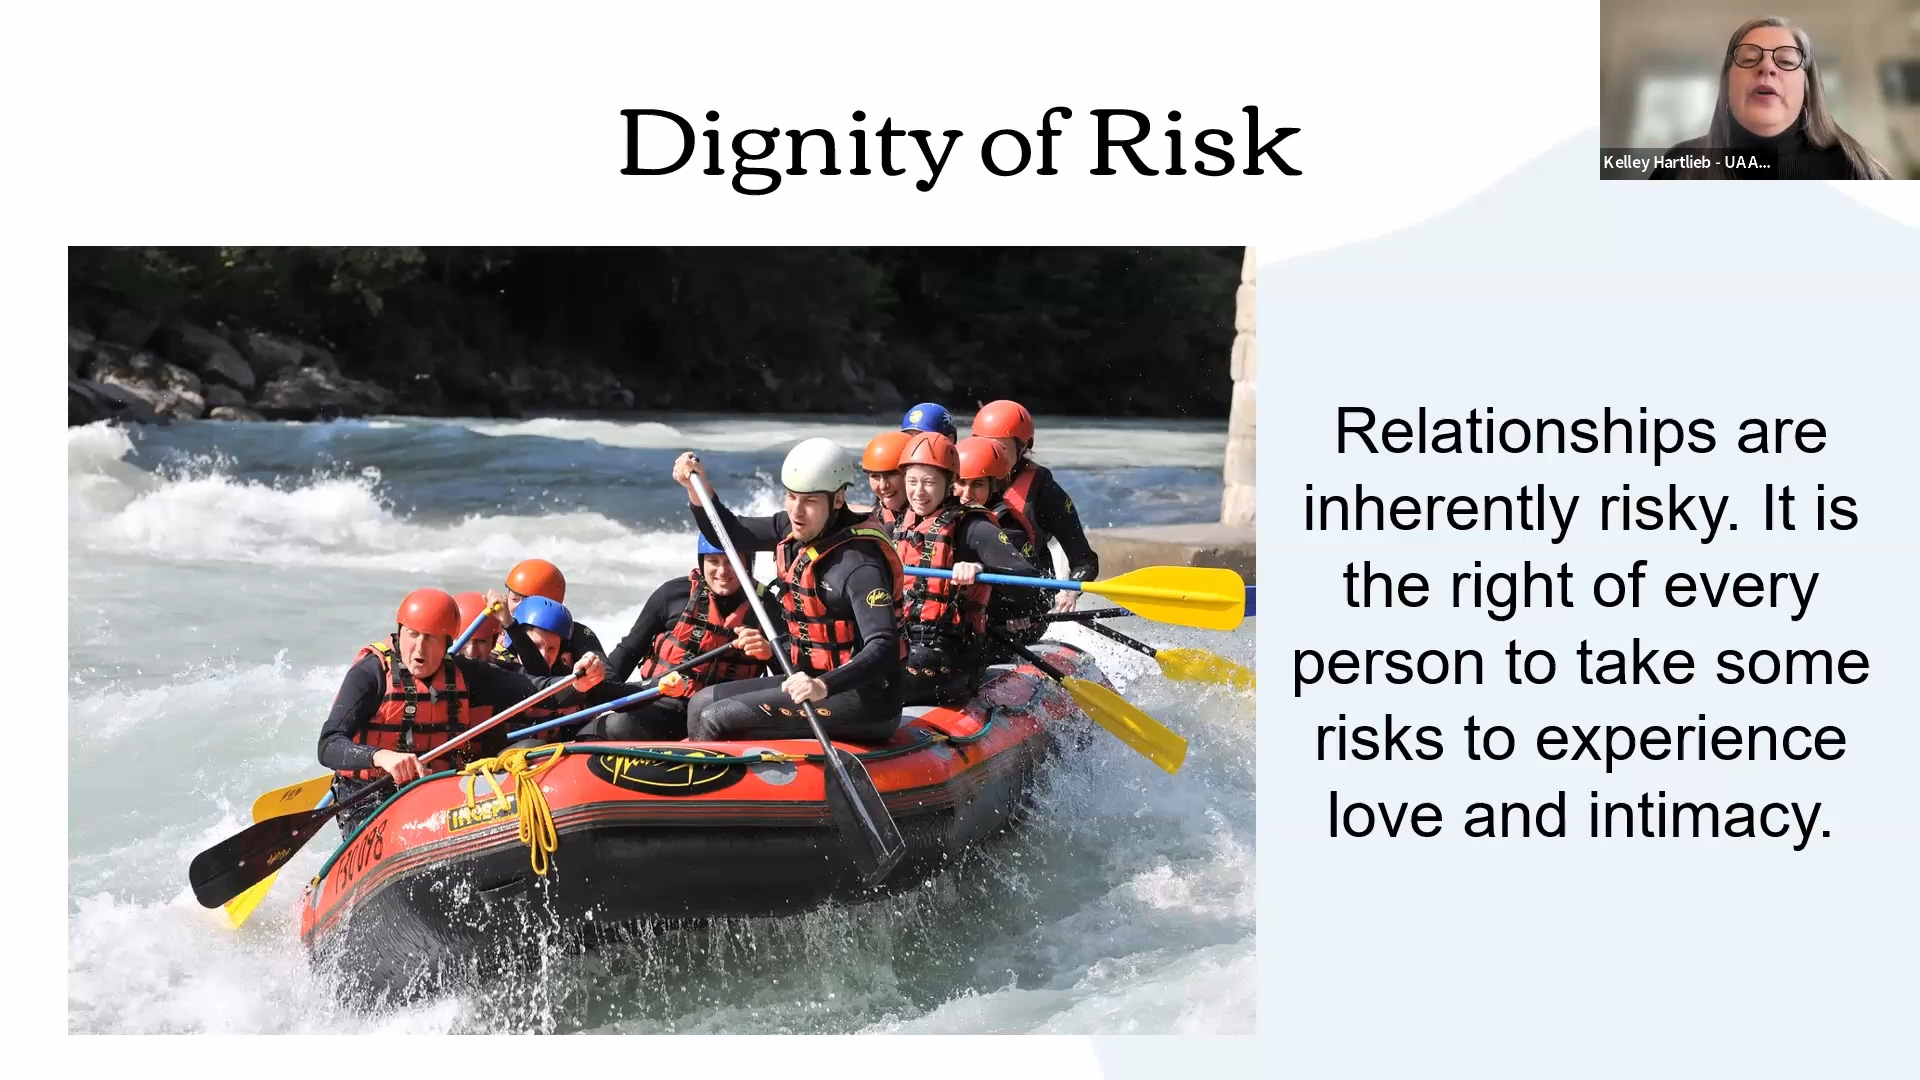 Dignity of Risk
Kelley Hartlieb - UAA...
Relationships are
inherently risky. It is
the right of every
person to take some
risks to experience
love and intimacy.